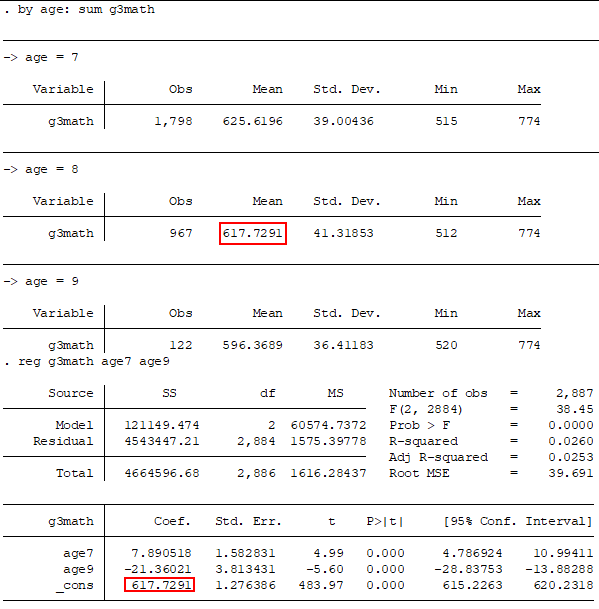 . by age: sum g3math
-> age = 7
Variable Obs Mean Std. Dev. Min Max
g3math 1,798 625.6196 39.00436 515 774
-> age = 8
Variable Obs Mean Std. Dev. Min Max
g3math 967 617.7291 41.31853 512 774
-> age = 9
Variable Obs Mean Std. Dev. Min Max
g3math 122 596.3689 36.41183 520 774
. reg g3math age7 age9
Source SS df MS Number of obs = 2,887
F(2, 2884) = 38.45
Model 121149.474 2 60574.7372 Prob > F = 0.0000
Residual 4543447.21 2,884 1575.39778 R-squared = 0.0260
Adj R-squared = 0.0253
Total 4664596.68 2,886 1616.28437 Root MSE = 39.691
g3math Coef. Std. Err. t P>|t| [95% Conf. Interval]
age7 7.890518 1.582831 4.99 0.000 4.786924 10.99411
age9 -21.36021 3.813431 -5.60 0.000 -28.83753 -13.88288
_cons 617.7291 1.276386 483.97 0.000 615.2263 620.2318